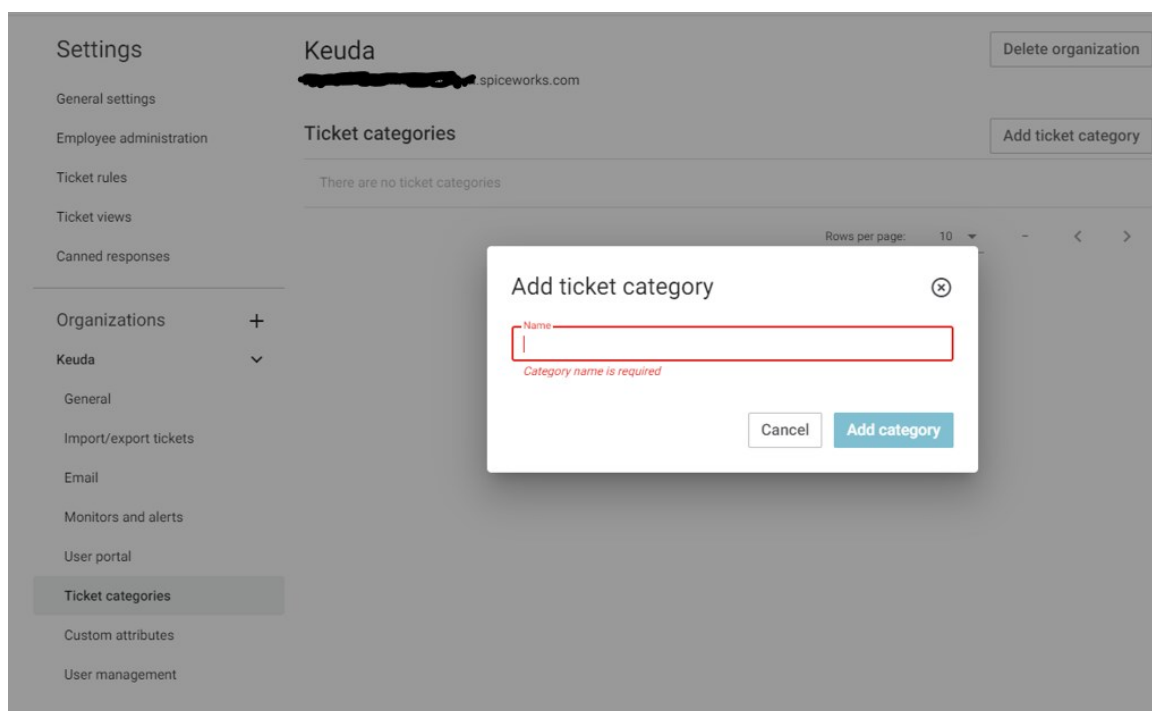 Settings
General settings
Employee administration
Ticket rules
Ticket views
Canned responses
Organizations +
Keuda
General
Import/export tickets
Email
Monitors and alerts
User portal
Ticket categories
Custom attributes
User management
Keuda
Delete organization
.spiceworks.com
Ticket categories
Add ticket category
There are no ticket categories
Rows per page: 10 –
Add ticket category
Name
Category name is required
Cancel
Add category